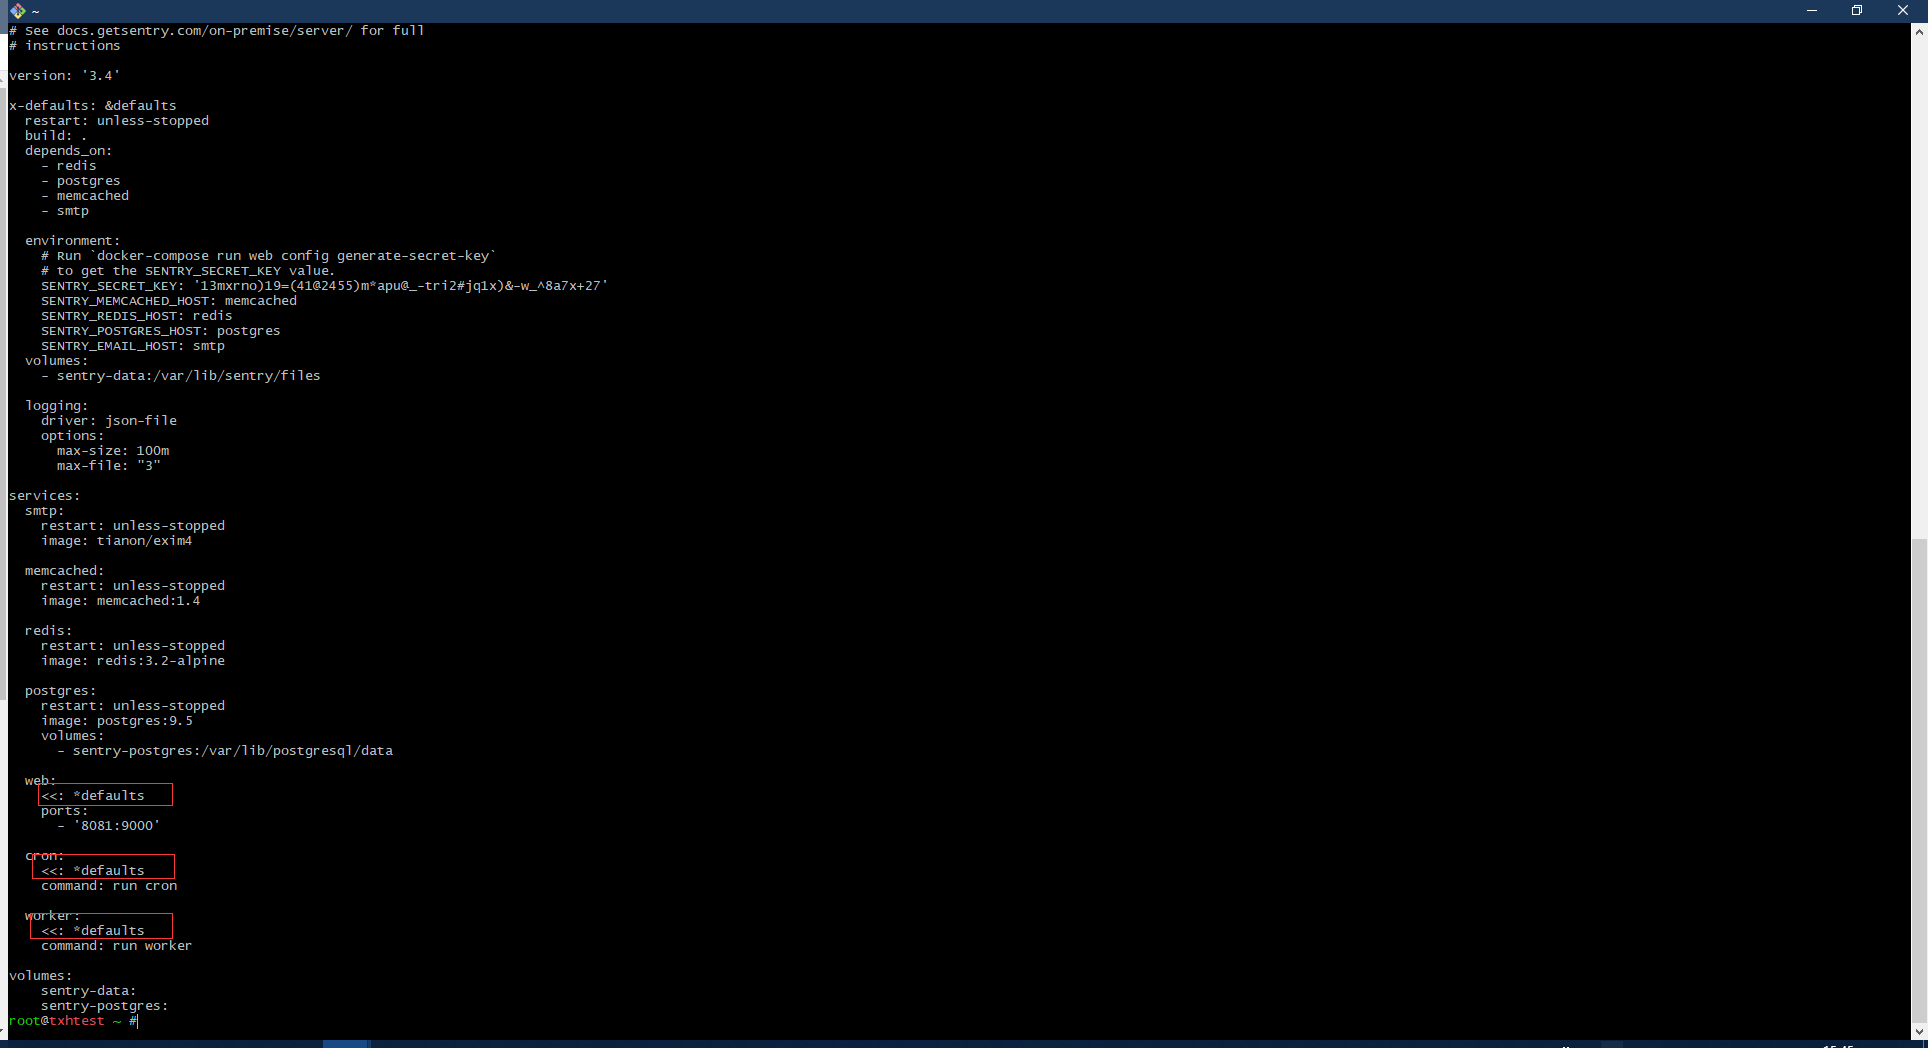 ~
# See docs.getsentry.com/on-premise/server/ for full
# instructions
version: '3.4'
x-defaults: &defaults
restart: unless-stopped
build: .
depends_on:
- redis
- postgres
- memcached
- smtp
environment:
# Run `docker-compose run web config generate-secret-key`
# to get the SENTRY_SECRET_KEY value.
SENTRY_SECRET_KEY: '13mxrno)19=(41@2455)m*apu@_-tri2#jq1x)&-w_^8a7x+27'
SENTRY_MEMCACHED_HOST: memcached
SENTRY_REDIS_HOST: redis
SENTRY_POSTGRES_HOST: postgres
SENTRY_EMAIL_HOST: smtp
volumes:
- sentry-data:/var/lib/sentry/files
logging:
driver: json-file
options:
max-size: 100m
max-file: "3"
services:
smtp:
restart: unless-stopped
image: tianon/exim4
memcached:
restart: unless-stopped
image: memcached:1.4
redis:
restart: unless-stopped
image: redis:3.2-alpine
postgres:
restart: unless-stopped
image: postgres:9.5
volumes:
- sentry-postgres:/var/lib/postgresql/data
web:
<<: *defaults
ports:
- '8081:9000'
cron:
<<: *defaults
command: run cron
worker:
<<: *defaults
command: run worker
volumes:
sentry-data:
sentry-postgres:
root@txhtest ~ #